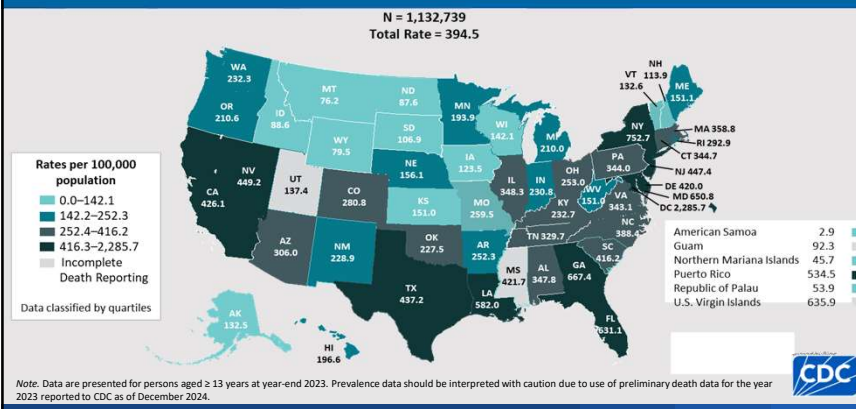 N = 1,132,739
Total Rate = 394.5
WA
232.3
OR
210.6
ID
88.6
MT
76.2
ND
87.6
MN
193.9
WI
142.1
MI
210.0
VT
132.6
NH
113.9
ME
151.1
NY
752.7
MA 358.8
RI 292.9
CT 344.7
NJ 447.4
DE 420.0
MD 650.8
DC 2,285.7
PA
344.0
SD
106.9
WY
79.5
NE
156.1
IA
123.5
IL
348.3
IN
230.8
OH
253.0
WV
151.0
VA
343.1
NC
388.4
KY
232.7
TN 329.7
SC
416.2
NV
449.2
CA
426.1
UT
137.4
CO
280.8
KS
151.0
MO
259.5
AZ
306.0
NM
228.9
OK
227.5
AR
252.3
TX
437.2
LA
582.0
MS
421.7
AL
347.8
GA
667.4
FL
631.1
AK
132.5
HI
196.6
Rates per 100,000
population
0.0–142.1
142.2–252.3
252.4–416.2
416.3–2,285.7
Incomplete
Death Reporting
Data classified by quartiles
American Samoa 2.9
Guam 92.3
Northern Mariana Islands 45.7
Puerto Rico 534.5
Republic of Palau 53.9
U.S. Virgin Islands 635.9
Note. Data are presented for persons aged ≥ 13 years at year-end 2023. Prevalence data should be interpreted with caution due to use of preliminary death data for the year
2023 reported to CDC as of December 2024.
CDC